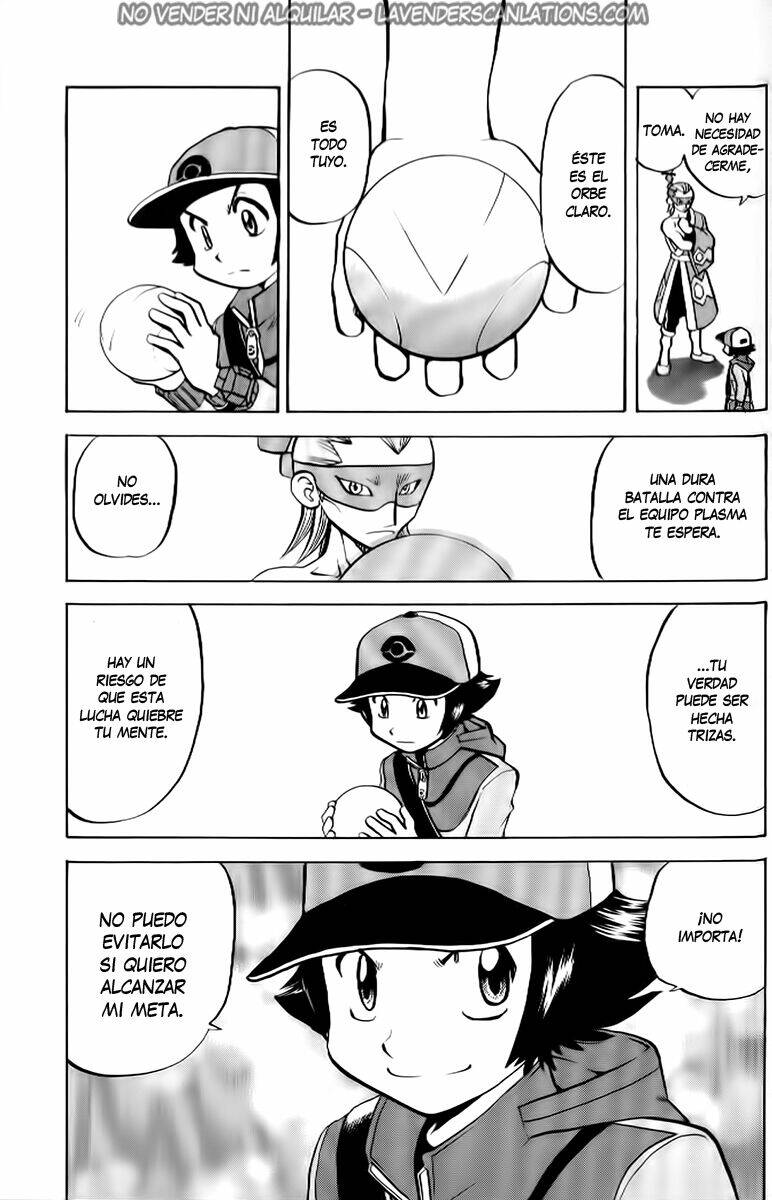 NO VENDER NI ALQUILAR - LAVENDERSCANLATIONS.COM
NO HAY
NECESIDAD
DE AGRADE-
CERME,
TOMA.
ÉSTE
ES EL
ORBE
CLARO.
ES
TODO
TUYO.
UNA DURA
BATALLA CONTRA
EL EQUIPO PLASMA
TE ESPERA.
NO
OLVIDES...
...TU
VERDAD
PUEDE SER
HECHA
TRIZAS.
HAY UN
RIESGO DE
QUE ESTA
LUCHA QUIEBRE
TU MENTE.
¡NO
IMPORTA!
NO PUEDO
EVITARLO
SI QUIERO
ALCANZAR
MI META.